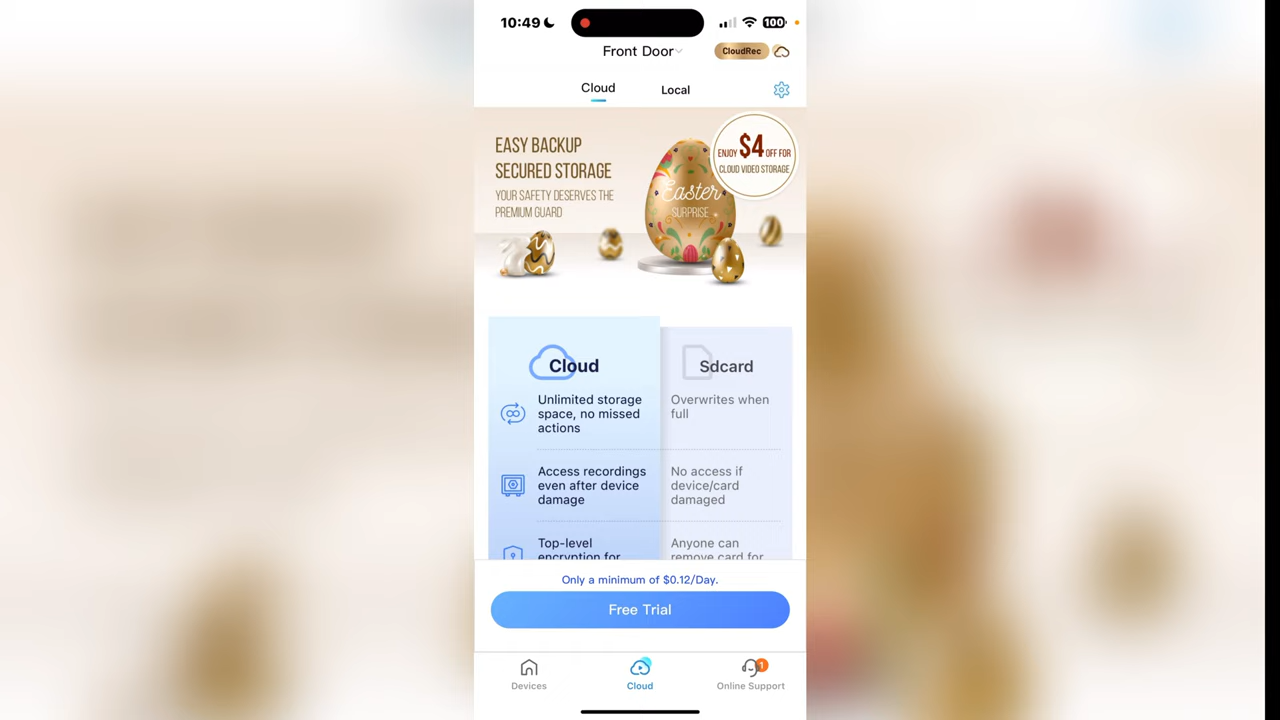 10:49
100
Front Door
CloudRec
Cloud
Local
EASY BACKUP
SECURED STORAGE
YOUR SAFETY DESERVES THE
PREMIUM GUARD
ENJOY $4 OFF FOR
CLOUD VIDEO STORAGE
Easter
SURPRISE
Cloud
Sdcard
Unlimited storage
space, no missed
actions
Overwrites when
full
Access recordings
even after device
damage
No access if
device/card
damaged
Top-level
encryption for
Anyone can
remove card for
Only a minimum of $0.12/Day.
Free Trial
1
Devices
Cloud
Online Support